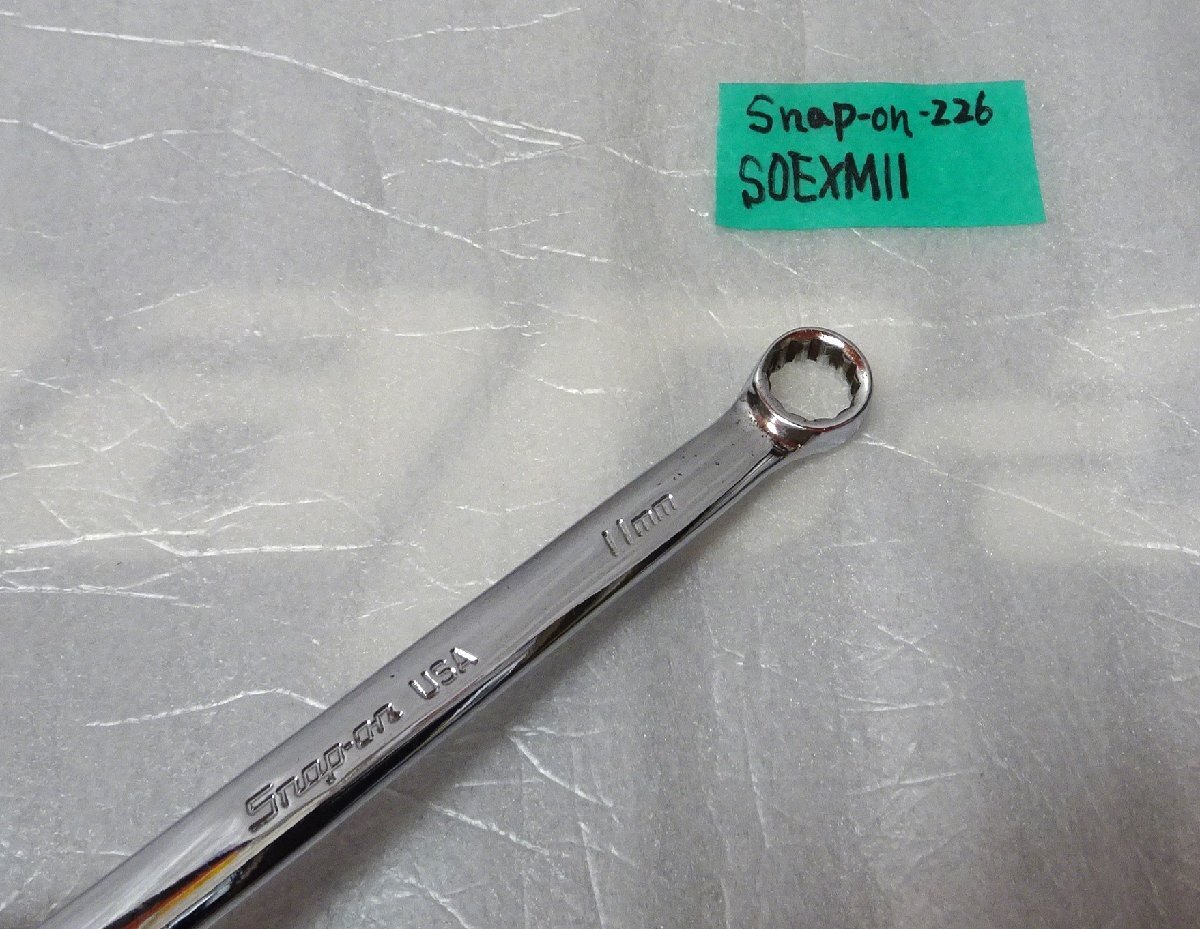 Snap-on-226
SOEXM11
11mm
Snap-on USA